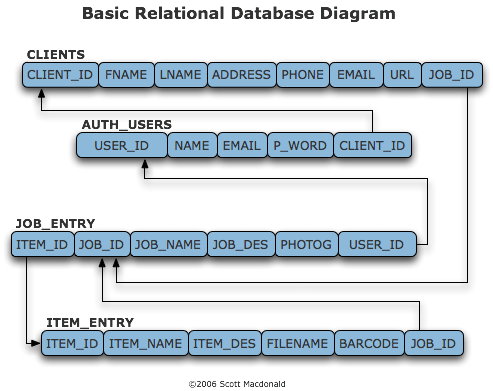 Basic Relational Database Diagram
CLIENTS
CLIENT_ID FNAME LNAME ADDRESS PHONE EMAIL URL JOB_ID
AUTH_USERS
USER_ID NAME EMAIL P_WORD CLIENT_ID
JOB_ENTRY
ITEM_ID JOB_ID JOB_NAME JOB_DES PHOTOG USER_ID
ITEM_ENTRY
ITEM_ID ITEM_NAME ITEM_DES FILENAME BARCODE JOB_ID
©2006 Scott Macdonald